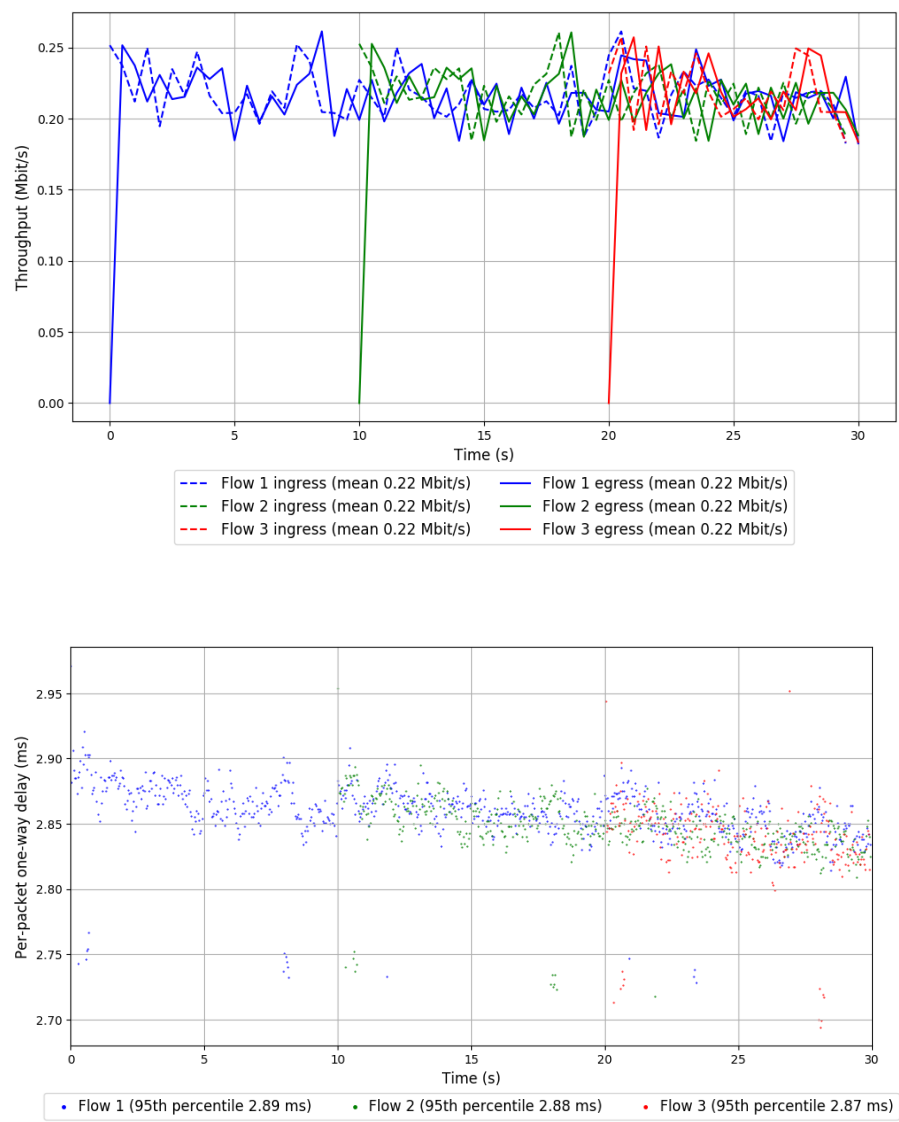 0.25
0.20
0.15
0.10
0.05
0.00
Throughput (Mbit/s)
0 5 10 15 20 25 30
Time (s)
Flow 1 ingress (mean 0.22 Mbit/s) Flow 1 egress (mean 0.22 Mbit/s)
Flow 2 ingress (mean 0.22 Mbit/s) Flow 2 egress (mean 0.22 Mbit/s)
Flow 3 ingress (mean 0.22 Mbit/s) Flow 3 egress (mean 0.22 Mbit/s)
2.95
2.90
2.85
2.80
2.75
2.70
Per-packet one-way delay (ms)
0 5 10 15 20 25 30
Time (s)
Flow 1 (95th percentile 2.89 ms) Flow 2 (95th percentile 2.88 ms) Flow 3 (95th percentile 2.87 ms)